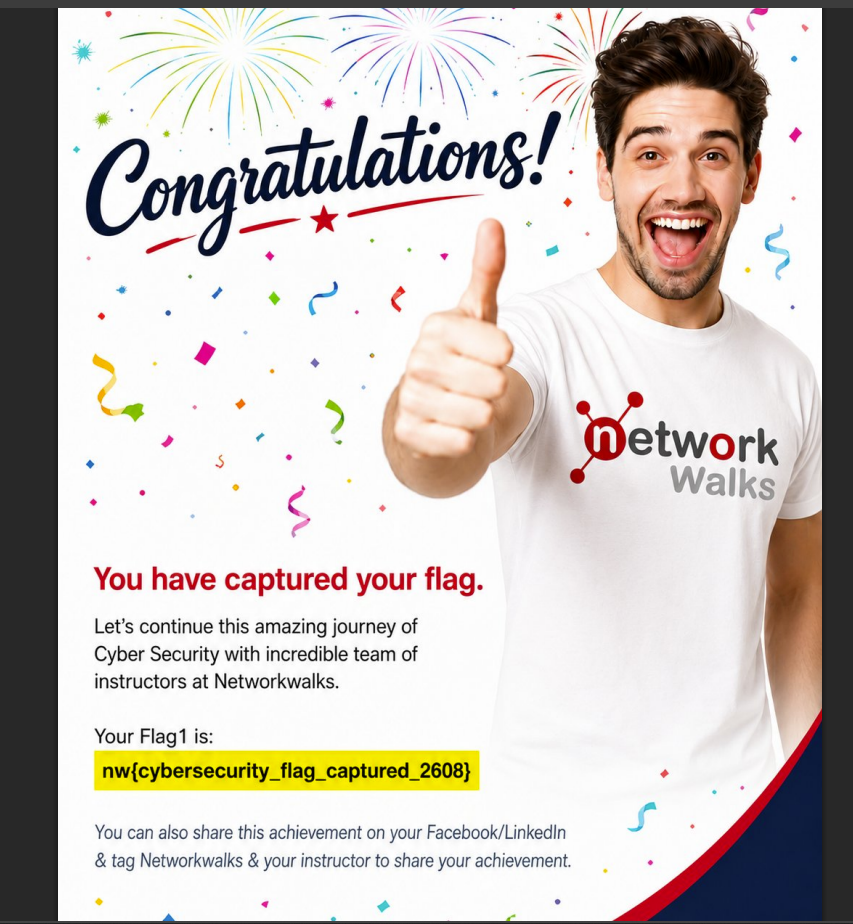 Congratulations!
network
Walks
You have captured your flag.
Let's continue this amazing journey of
Cyber Security with incredible team of
instructors at Networkwalks.
Your Flag1 is:
nw{cybersecurity_flag_captured_2608}
You can also share this achievement on your Facebook/LinkedIn
& tag Networkwalks & your instructor to share your achievement.